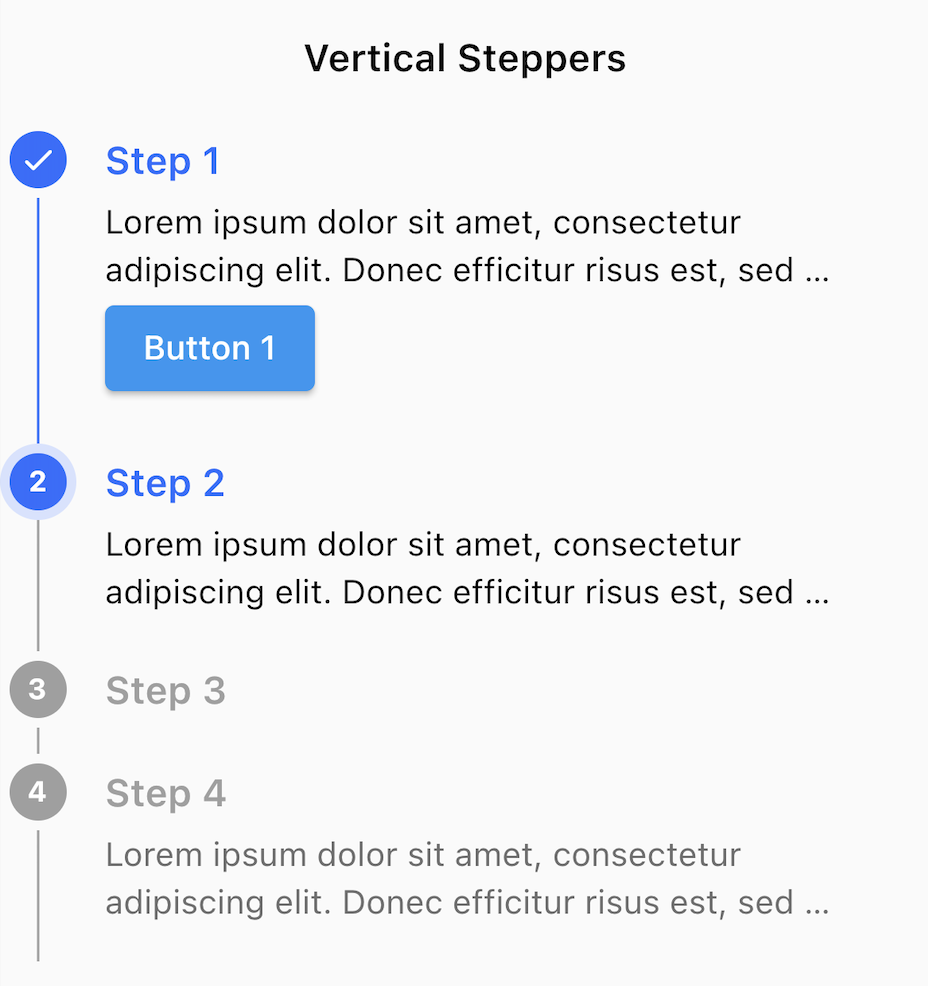 Vertical Steppers
Step 1
Lorem ipsum dolor sit amet, consectetur
adipiscing elit. Donec efficitur risus est, sed ...
Button 1
2 Step 2
Lorem ipsum dolor sit amet, consectetur
adipiscing elit. Donec efficitur risus est, sed ...
3 Step 3
4 Step 4
Lorem ipsum dolor sit amet, consectetur
adipiscing elit. Donec efficitur risus est, sed ...